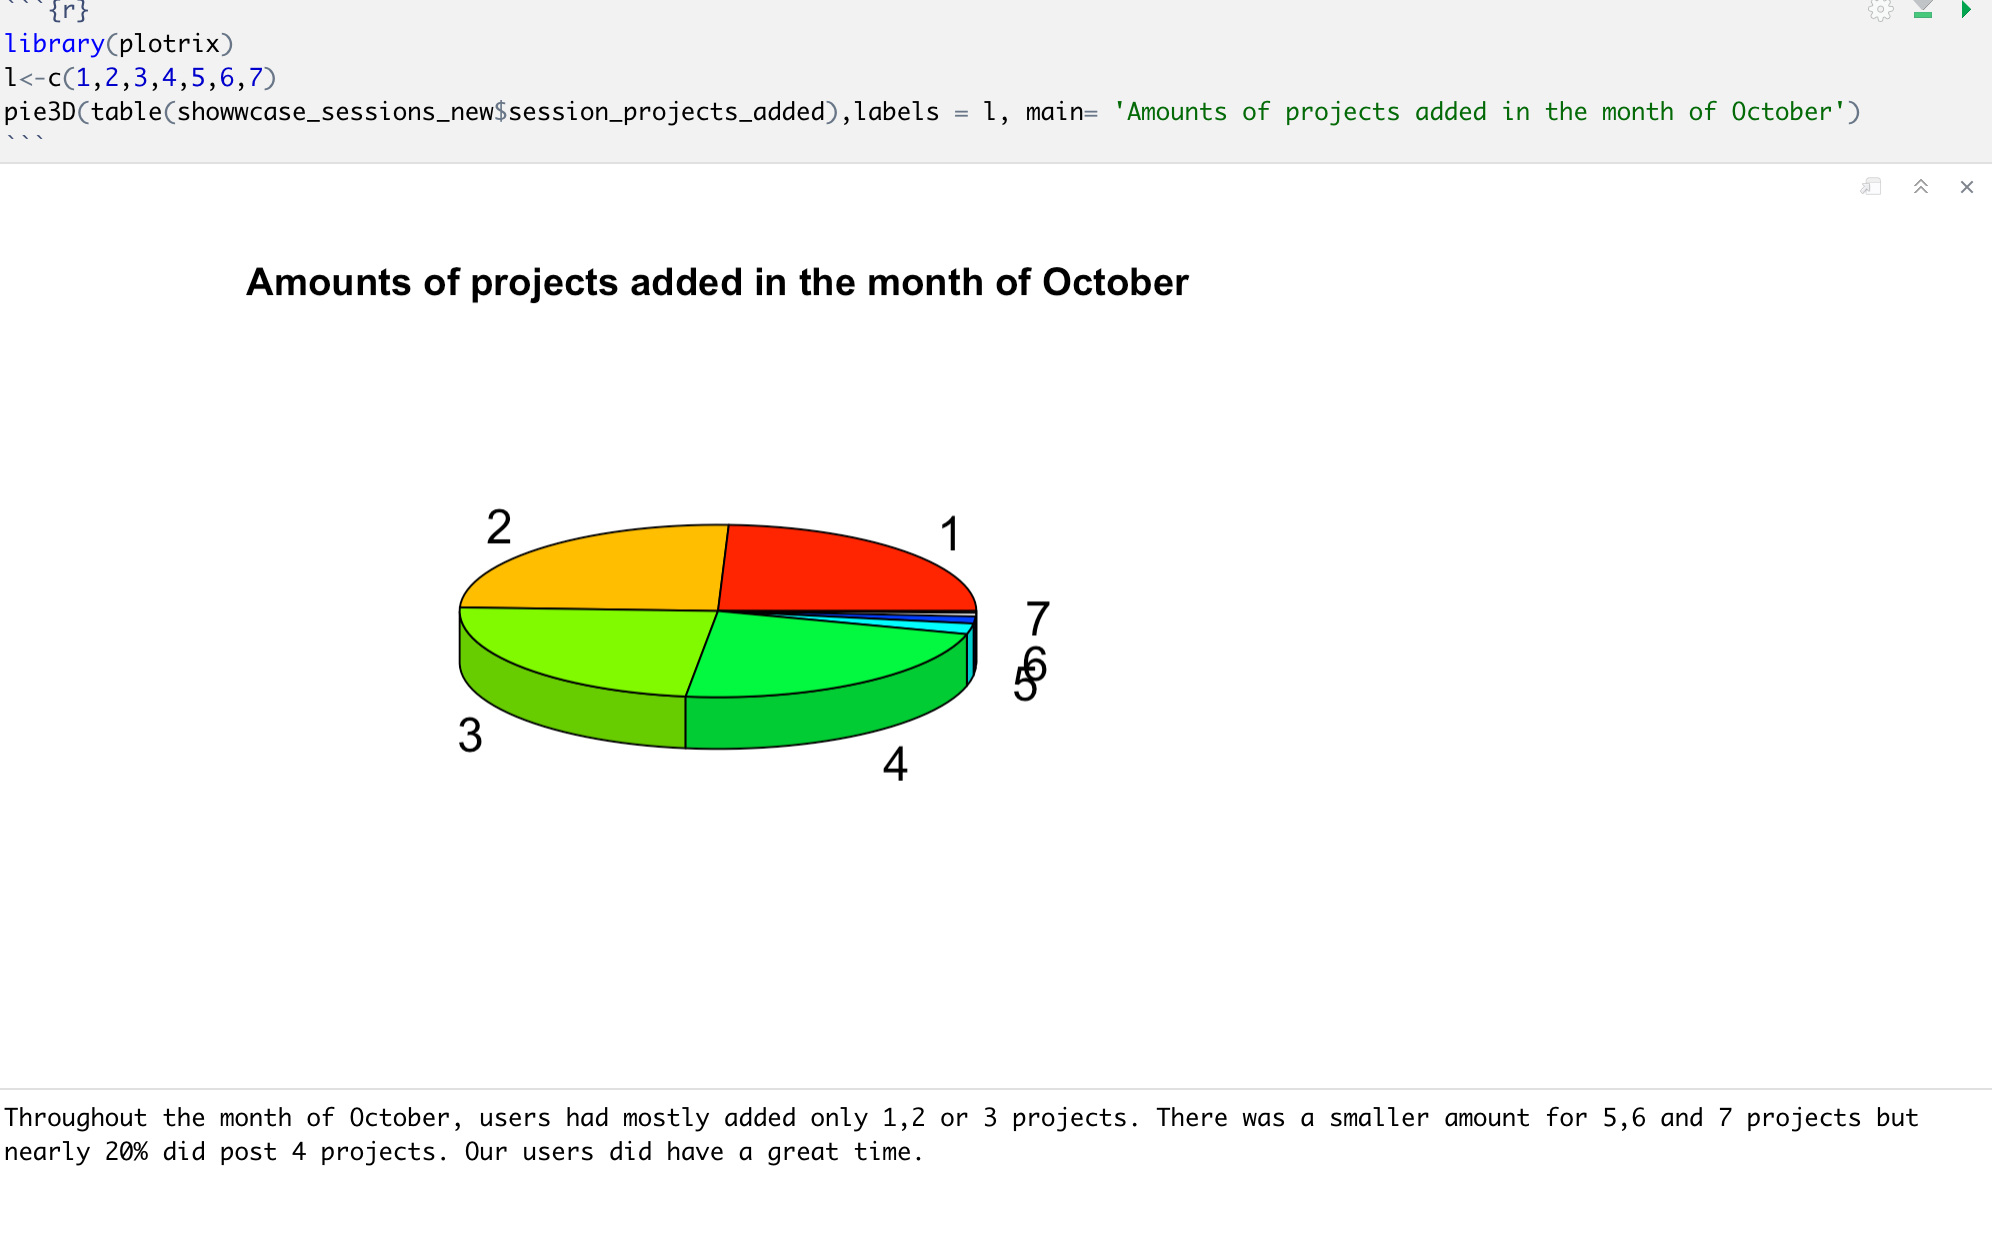 ```{r}
library(plotrix)
l<-c(1,2,3,4,5,6,7)
pie3D(table(showwcase_sessions_new$session_projects_added),labels = l, main= 'Amounts of projects added in the month of October')
```
Amounts of projects added in the month of October
2
1
7
6
5
3
4
Throughout the month of October, users had mostly added only 1,2 or 3 projects. There was a smaller amount for 5,6 and 7 projects but
nearly 20% did post 4 projects. Our users did have a great time.